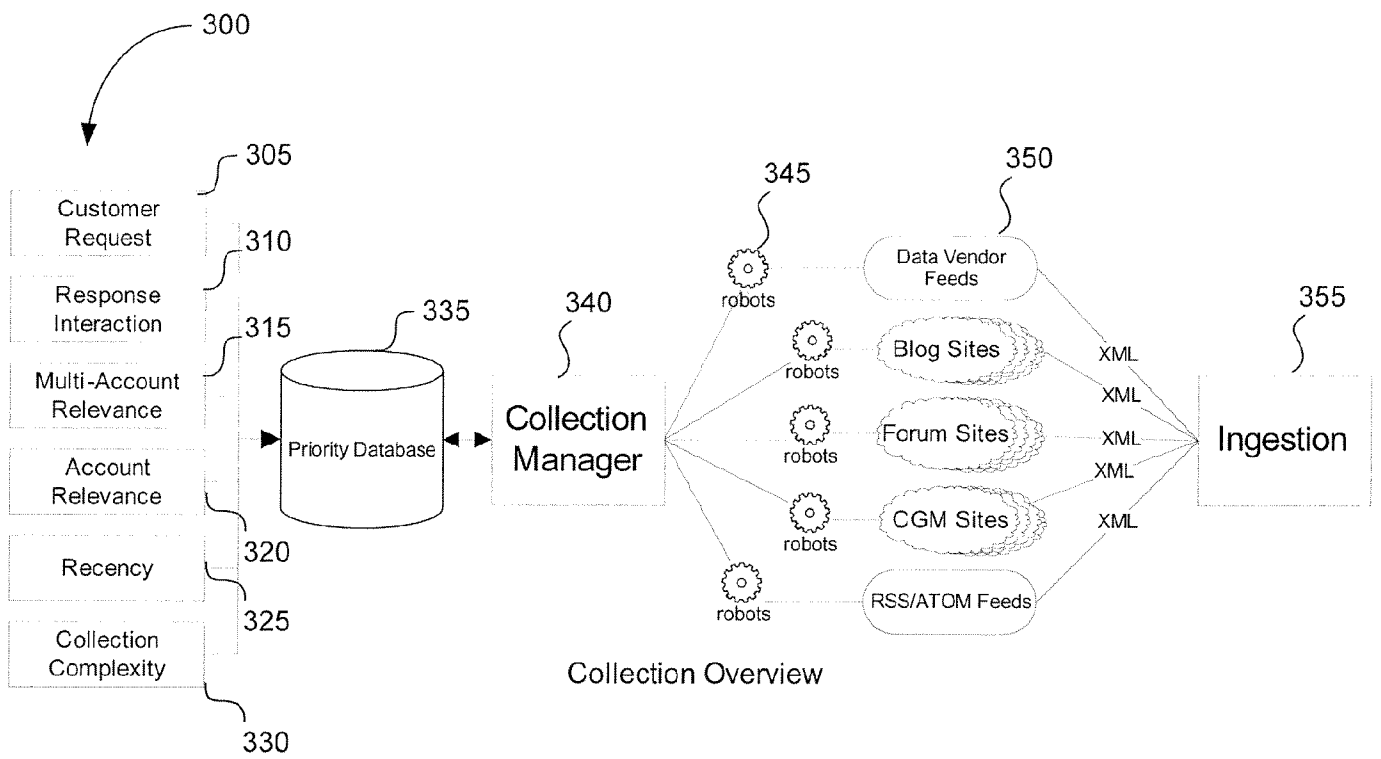 300
305
Customer
Request
310
Response
Interaction
315
Multi-Account
Relevance
Account
Relevance
320
Recency
325
Collection
Complexity
330
335
Priority Database
340
Collection
Manager
345
robots
robots
robots
robots
robots
350
Data Vendor
Feeds
Blog Sites
Forum Sites
CGM Sites
RSS/ATOM Feeds
XML
XML
XML
XML
XML
355
Ingestion
Collection Overview